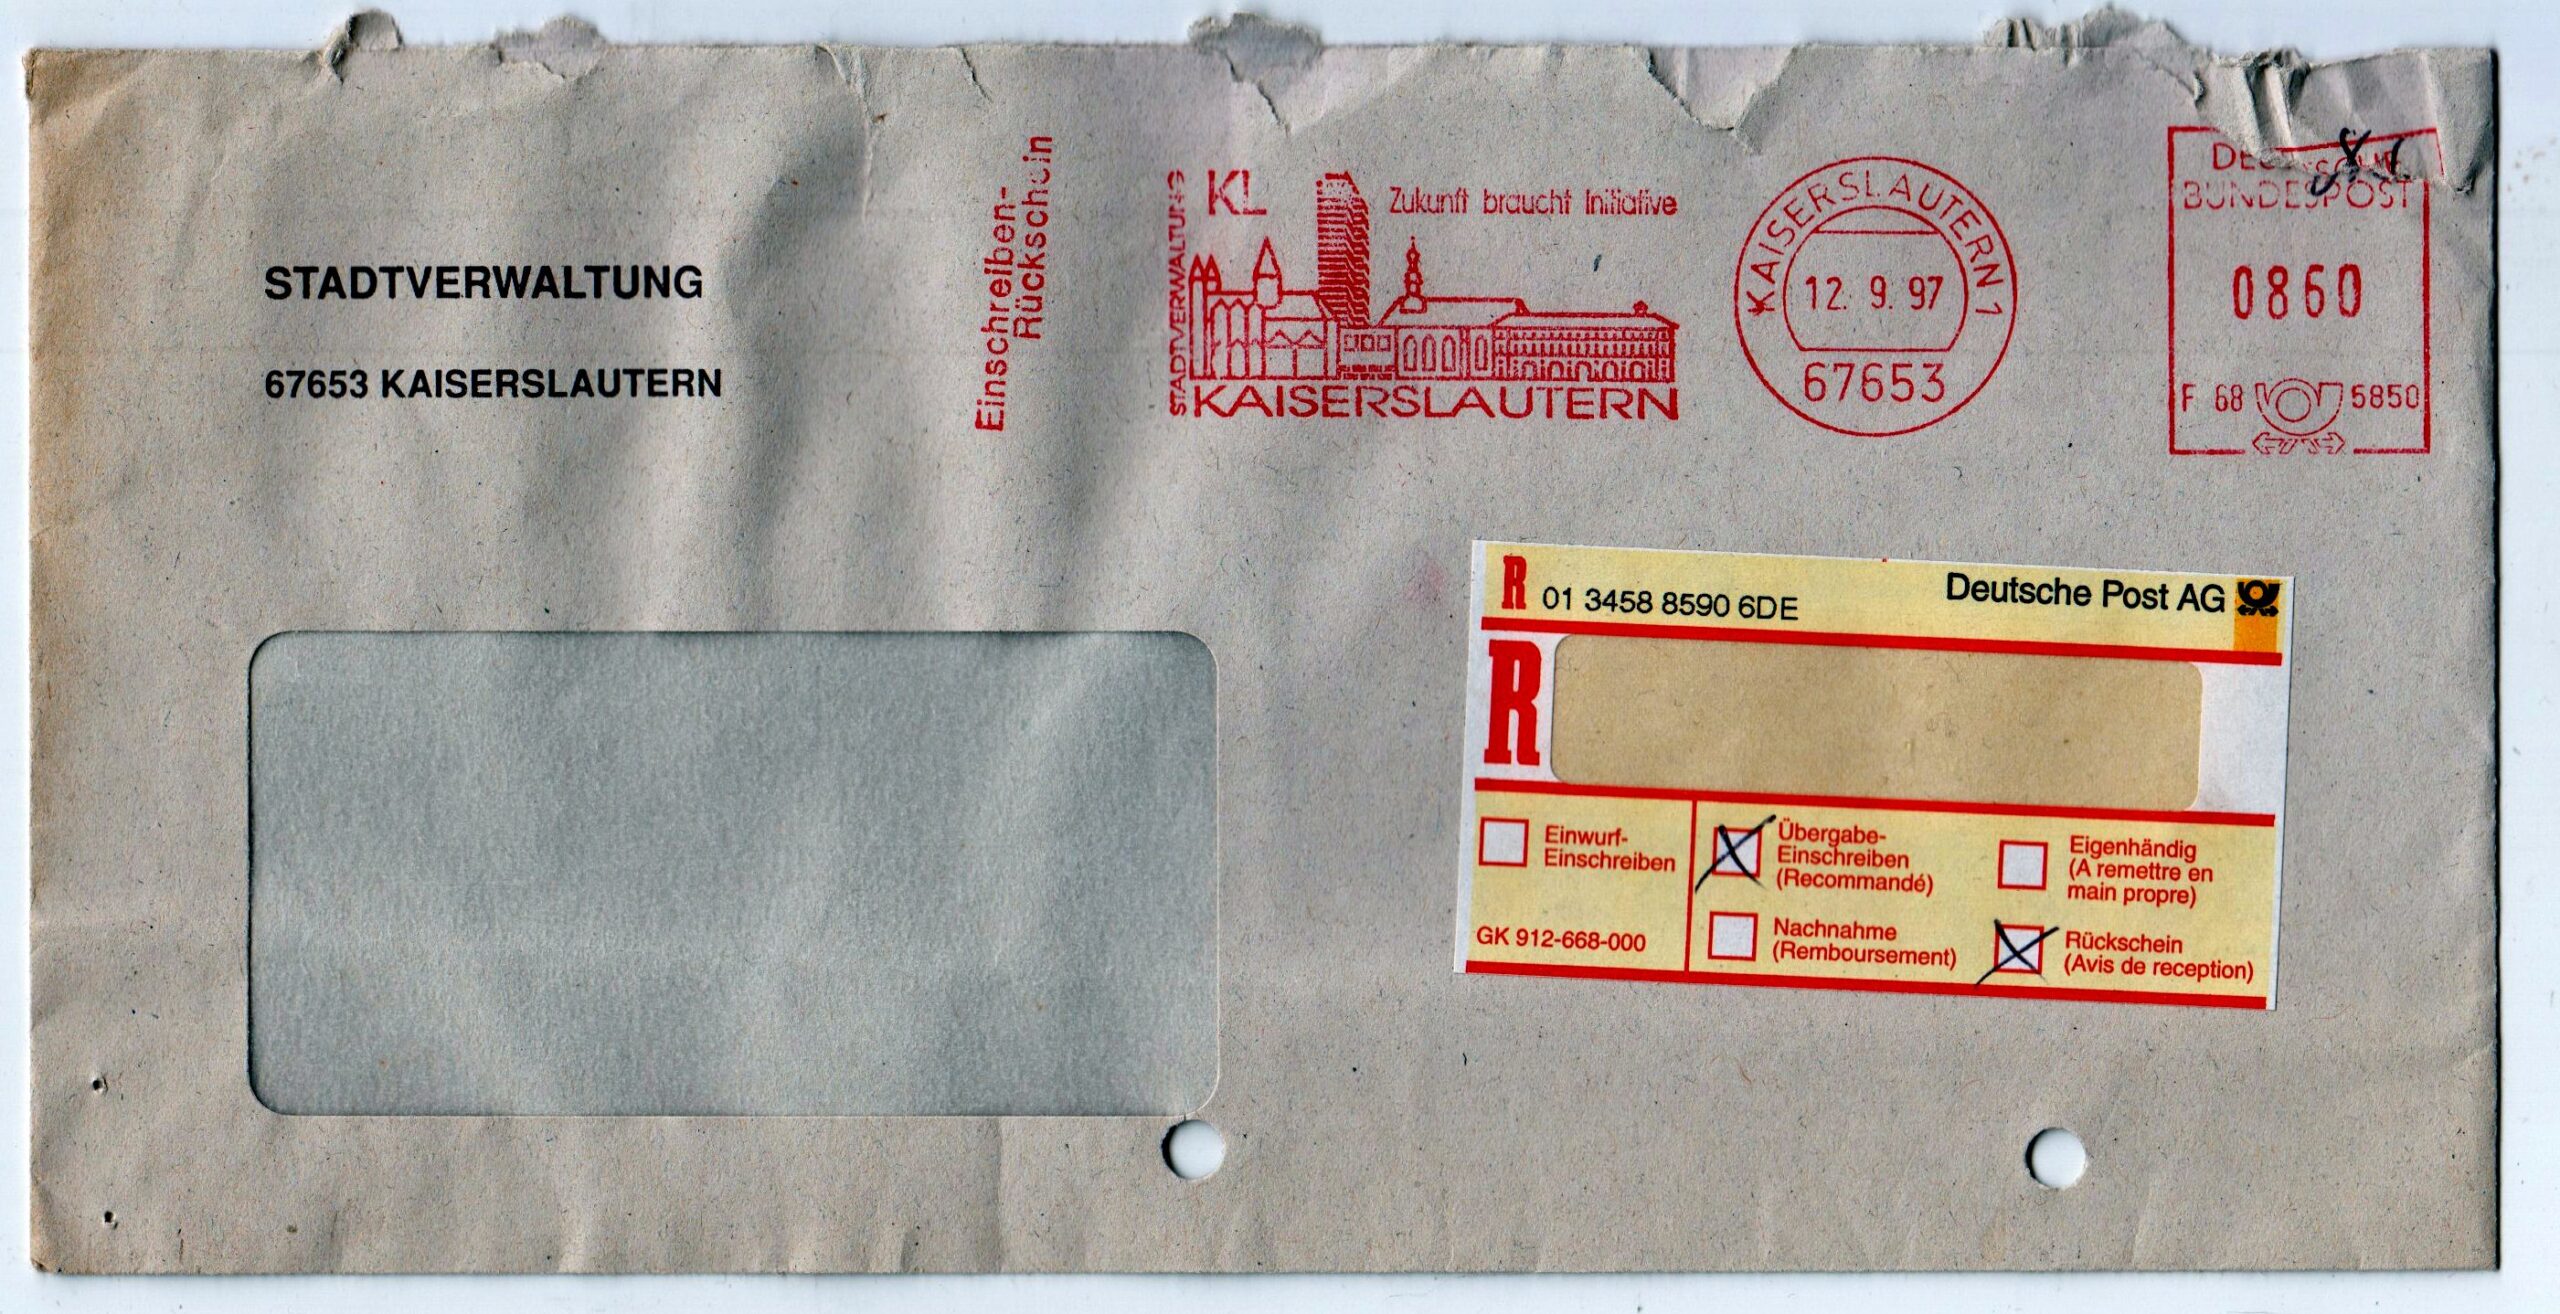 STADTVERWALTUNG
67653 KAISERSLAUTERN
Einschreiben-
Rückschein
STADTVERWALTUNG
KL
Zukunft braucht Initiative
KAISERSLAUTERN
KAISERSLAUTERN 1
12. 9. 97
67653
BUNDESPOST
0860
F 68 5850
R 01 3458 8590 6DE
Deutsche Post AG
R
Einwurf-
Einschreiben
GK 912-668-000
Übergabe-
Einschreiben
(Recommandé)
Nachnahme
(Remboursement)
Eigenhändig
(A remettre en
main propre)
Rückschein
(Avis de reception)